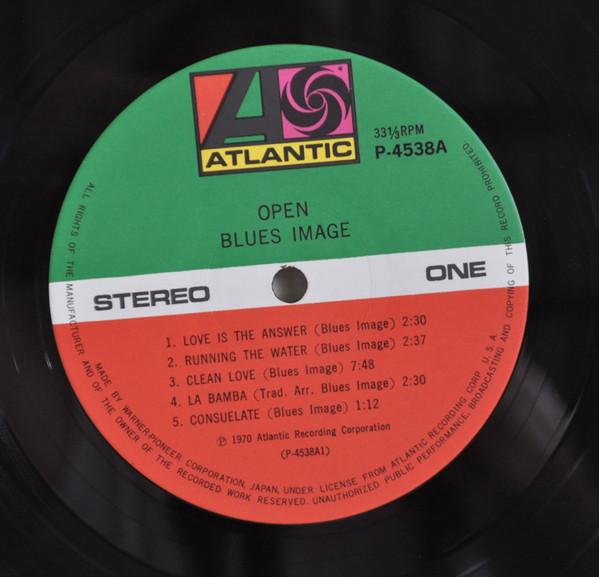 ATLANTIC
33⅓RPM
P-4538A
OPEN
BLUES IMAGE
STEREO
ONE
1. LOVE IS THE ANSWER (Blues Image) 2:30
2. RUNNING THE WATER (Blues Image) 2:37
3. CLEAN LOVE (Blues Image) 7:48
4. LA BAMBA (Trad. Arr. Blues Image) 2:30
5. CONSUELATE (Blues Image) 1:12
℗ 1970 Atlantic Recording Corporation
(P-4538A1)
MADE BY WARNER-PIONEER CORPORATION, JAPAN, UNDER LICENSE FROM ATLANTIC RECORDING CORP. U. S. A.
ALL RIGHTS OF THE MANUFACTURER AND OF THE OWNER OF THE RECORDED WORK RESERVED. UNAUTHORIZED PUBLIC PERFORMANCE, BROADCASTING AND COPYING OF THIS RECORD PROHIBITED.